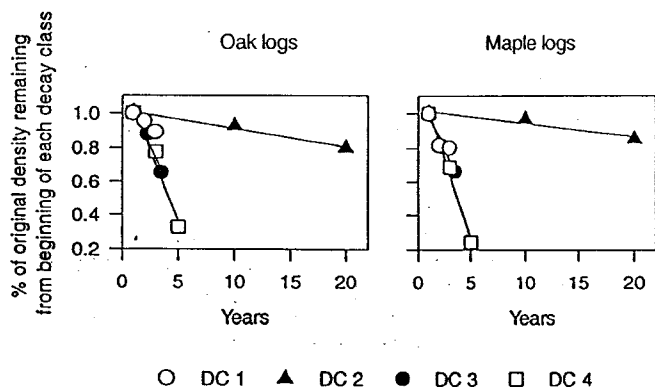 Oak logs
Maple logs
% of original density remaining
from beginning of each decay class
1.0
0.8
0.6
0.4
0.2
0 5 10 15 20
0 5 10 15 20
Years
Years
DC 1 DC 2 DC 3 DC 4